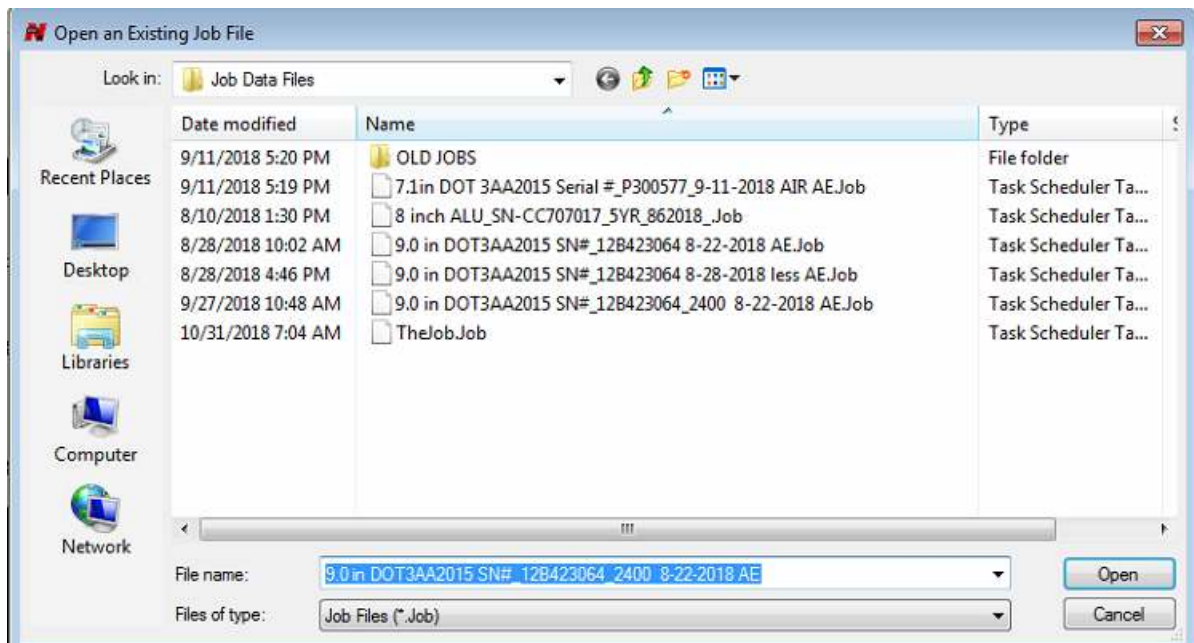 Open an Existing Job File
Look in: Job Data Files
Date modified Name Type
9/11/2018 5:20 PM OLD JOBS File folder
9/11/2018 5:19 PM 7.1in DOT 3AA2015 Serial #_P300577_9-11-2018 AIR AE.Job Task Scheduler Ta...
8/10/2018 1:30 PM 8 inch ALU_SN-CC707017_5YR_862018_.Job Task Scheduler Ta...
8/28/2018 10:02 AM 9.0 in DOT3AA2015 SN#_12B423064 8-22-2018 AE.Job Task Scheduler Ta...
8/28/2018 4:46 PM 9.0 in DOT3AA2015 SN#_12B423064 8-28-2018 less AE.Job Task Scheduler Ta...
9/27/2018 10:48 AM 9.0 in DOT3AA2015 SN#_12B423064_2400  8-22-2018 AE.Job Task Scheduler Ta...
10/31/2018 7:04 AM TheJob.Job Task Scheduler Ta...
Recent Places
Desktop
Libraries
Computer
Network
File name: 9.0 in DOT3AA2015 SN#_12B423064_2400  8-22-2018 AE Open
Files of type: Job Files (*.Job) Cancel